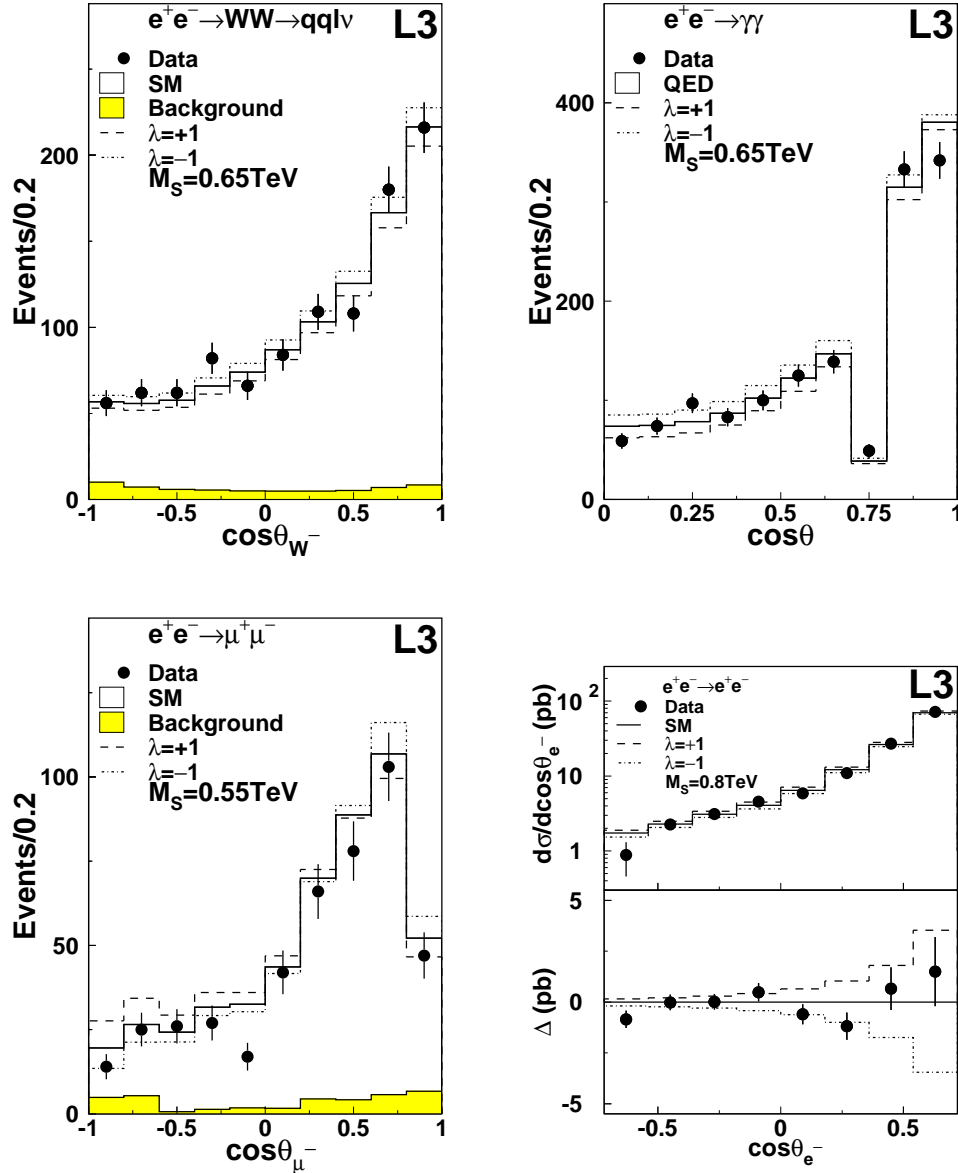 e⁺e⁻→WW→qqlν L3
Data
SM
Background
λ=+1
λ=−1
M_S=0.65TeV
Events/0.2
200
100
0
-1 -0.5 0 0.5 1
cosθ_W⁻
e⁺e⁻→γγ L3
Data
QED
λ=+1
λ=−1
M_S=0.65TeV
Events/0.2
400
200
0
0 0.25 0.5 0.75 1
cosθ
e⁺e⁻→μ⁺μ⁻ L3
Data
SM
Background
λ=+1
λ=−1
M_S=0.55TeV
Events/0.2
100
50
0
-1 -0.5 0 0.5 1
cosθ_μ⁻
e⁺e⁻→e⁺e⁻ L3
Data
SM
λ=+1
λ=−1
M_S=0.8TeV
dσ/dcosθ_e⁻ (pb)
10²
10
1
Δ (pb)
5
0
-5
-0.5 0 0.5
cosθ_e⁻